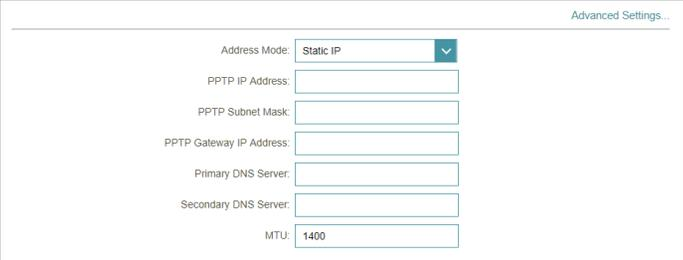 Advanced Settings...
Address Mode: Static IP
PPTP IP Address:
PPTP Subnet Mask:
PPTP Gateway IP Address:
Primary DNS Server:
Secondary DNS Server:
MTU: 1400